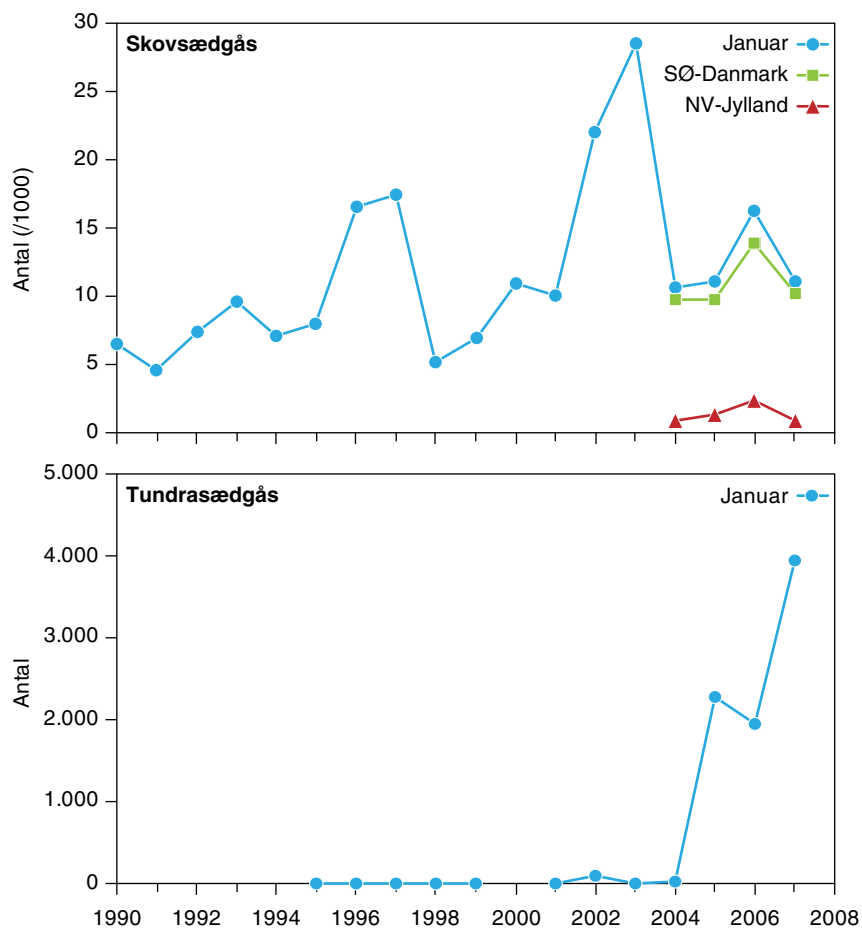 Skovsædgås
Januar
SØ-Danmark
NV-Jylland
Antal (/1000)
30
25
20
15
10
5
0
Tundrasædgås
Januar
Antal
5.000
4.000
3.000
2.000
1.000
0
1990 1992 1994 1996 1998 2000 2002 2004 2006 2008